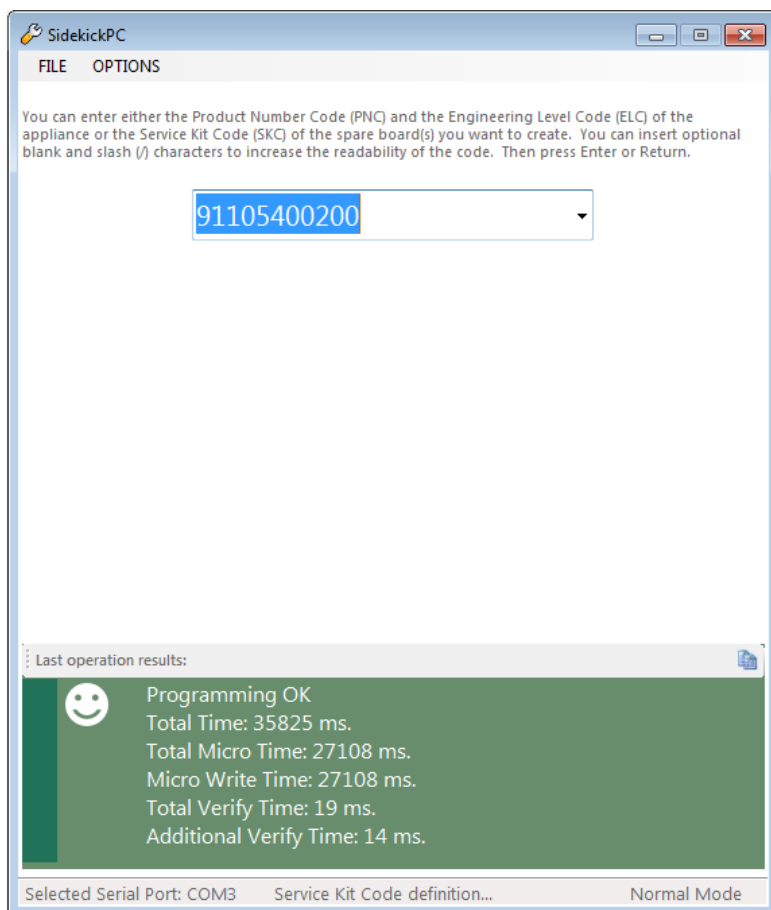 SidekickPC
FILE OPTIONS
You can enter either the Product Number Code (PNC) and the Engineering Level Code (ELC) of the
appliance or the Service Kit Code (SKC) of the spare board(s) you want to create. You can insert optional
blank and slash (/) characters to increase the readability of the code. Then press Enter or Return.
91105400200
Last operation results:
Programming OK
Total Time: 35825 ms.
Total Micro Time: 27108 ms.
Micro Write Time: 27108 ms.
Total Verify Time: 19 ms.
Additional Verify Time: 14 ms.
Selected Serial Port: COM3 Service Kit Code definition... Normal Mode